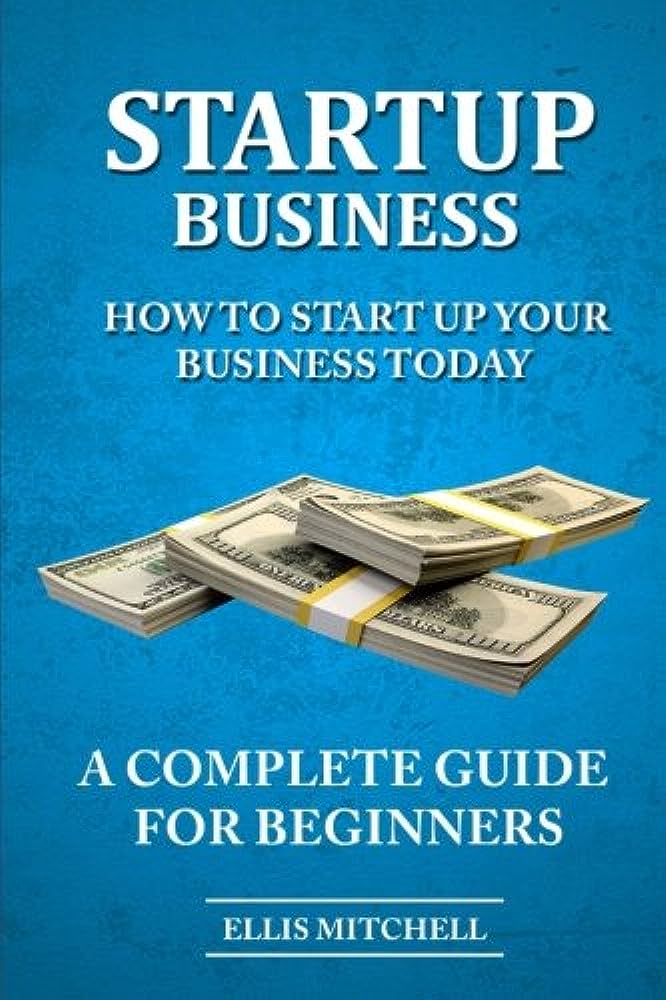 STARTUP
BUSINESS
HOW TO START UP YOUR
BUSINESS TODAY
A COMPLETE GUIDE
FOR BEGINNERS
ELLIS MITCHELL